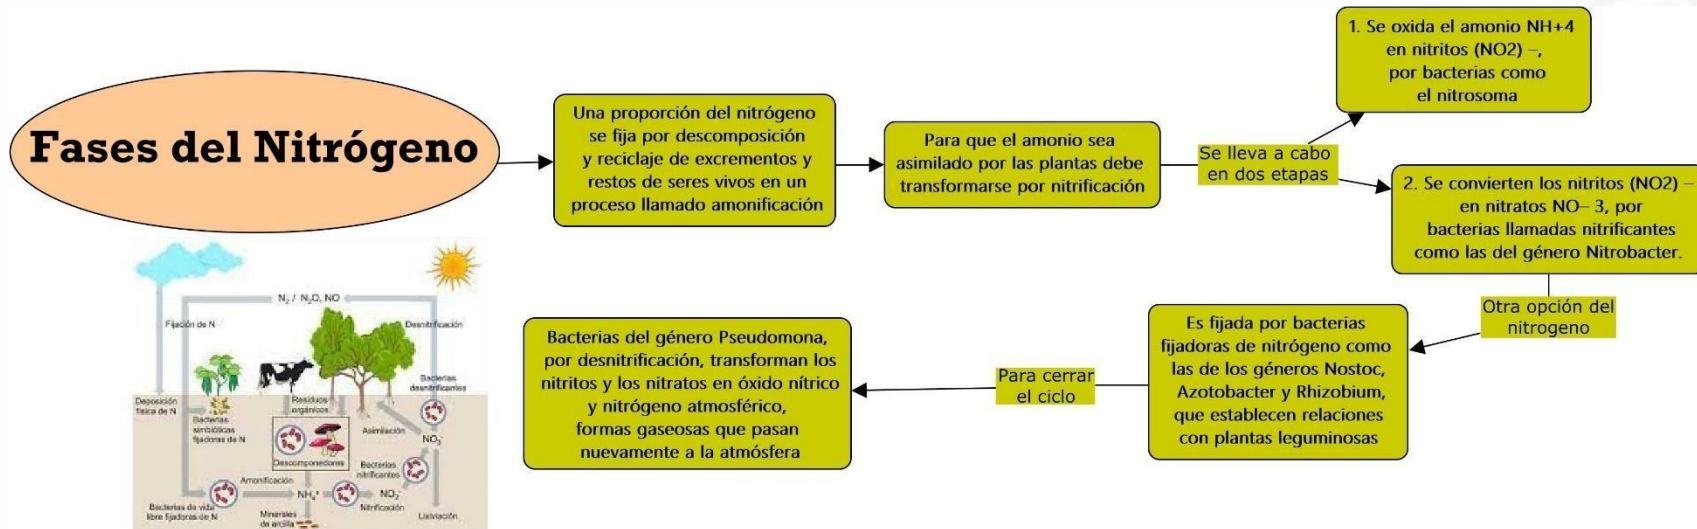 Fases del Nitrógeno
Una proporción del nitrógeno
se fija por descomposición
y reciclaje de excrementos y
restos de seres vivos en un
proceso llamado amonificación
Para que el amonio sea
asimilado por las plantas debe
transformarse por nitrificación
Se lleva a cabo
en dos etapas
1. Se oxida el amonio NH+4
en nitritos (NO2) –,
por bacterias como
el nitrosoma
2. Se convierten los nitritos (NO2) –
en nitratos NO– 3, por
bacterias llamadas nitrificantes
como las del género Nitrobacter.
Otra opción del
nitrogeno
Es fijada por bacterias
fijadoras de nitrógeno como
las de los géneros Nostoc,
Azotobacter y Rhizobium,
que establecen relaciones
con plantas leguminosas
Para cerrar
el ciclo
Bacterias del género Pseudomona,
por desnitrificación, transforman los
nitritos y los nitratos en óxido nítrico
y nitrógeno atmosférico,
formas gaseosas que pasan
nuevamente a la atmósfera
N₂ / N₂O, NO
Fijación de N
Desnitrificación
Bacterias
desnitrificantes
Deposición
física de N
Residuos
orgánicos
Bacterias
simbióticas
fijadoras de N
Asimilación
NO₃⁻
Descomponedores
Bacterias
nitrificantes
Amonificación
NH₄⁺
NO₂⁻
Nitrificación
Bacterias de vida
libre fijadoras de N
Minerales
de arcilla
Lixiviación